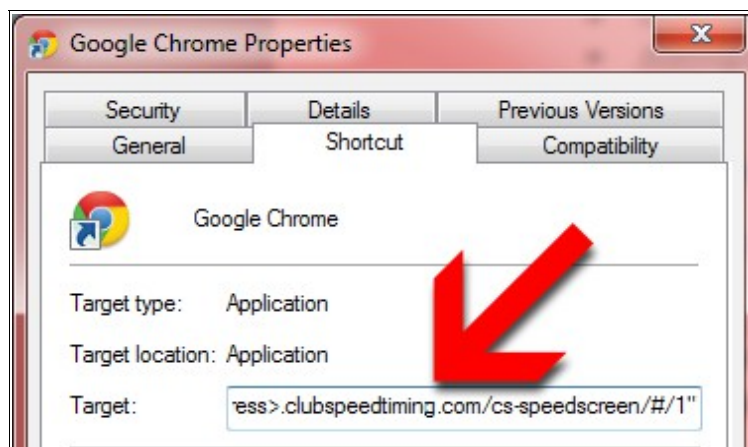 Google Chrome Properties
X
Security Details Previous Versions
General Shortcut Compatibility
Google Chrome
Target type: Application
Target location: Application
Target: ess>.clubspeedtiming.com/cs-speedscreen/#/1"